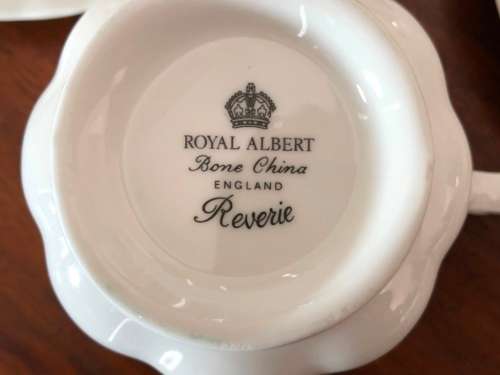 ROYAL ALBERT
Bone China
ENGLAND
Reverie